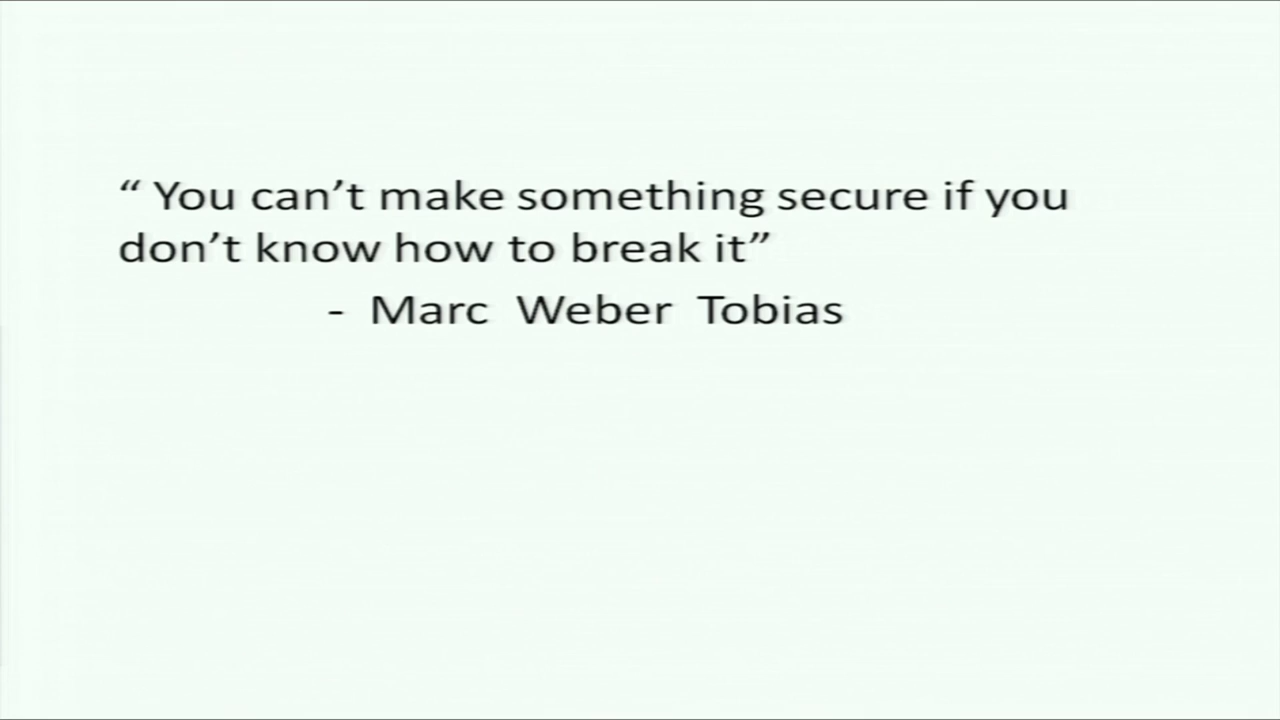 “ You can’t make something secure if you
don’t know how to break it”
- Marc Weber Tobias